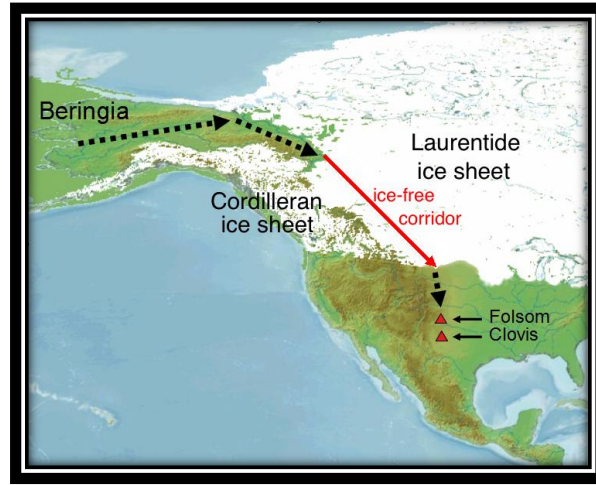 Beringia
Laurentide
ice sheet
ice-free
corridor
Cordilleran
ice sheet
Folsom
Clovis